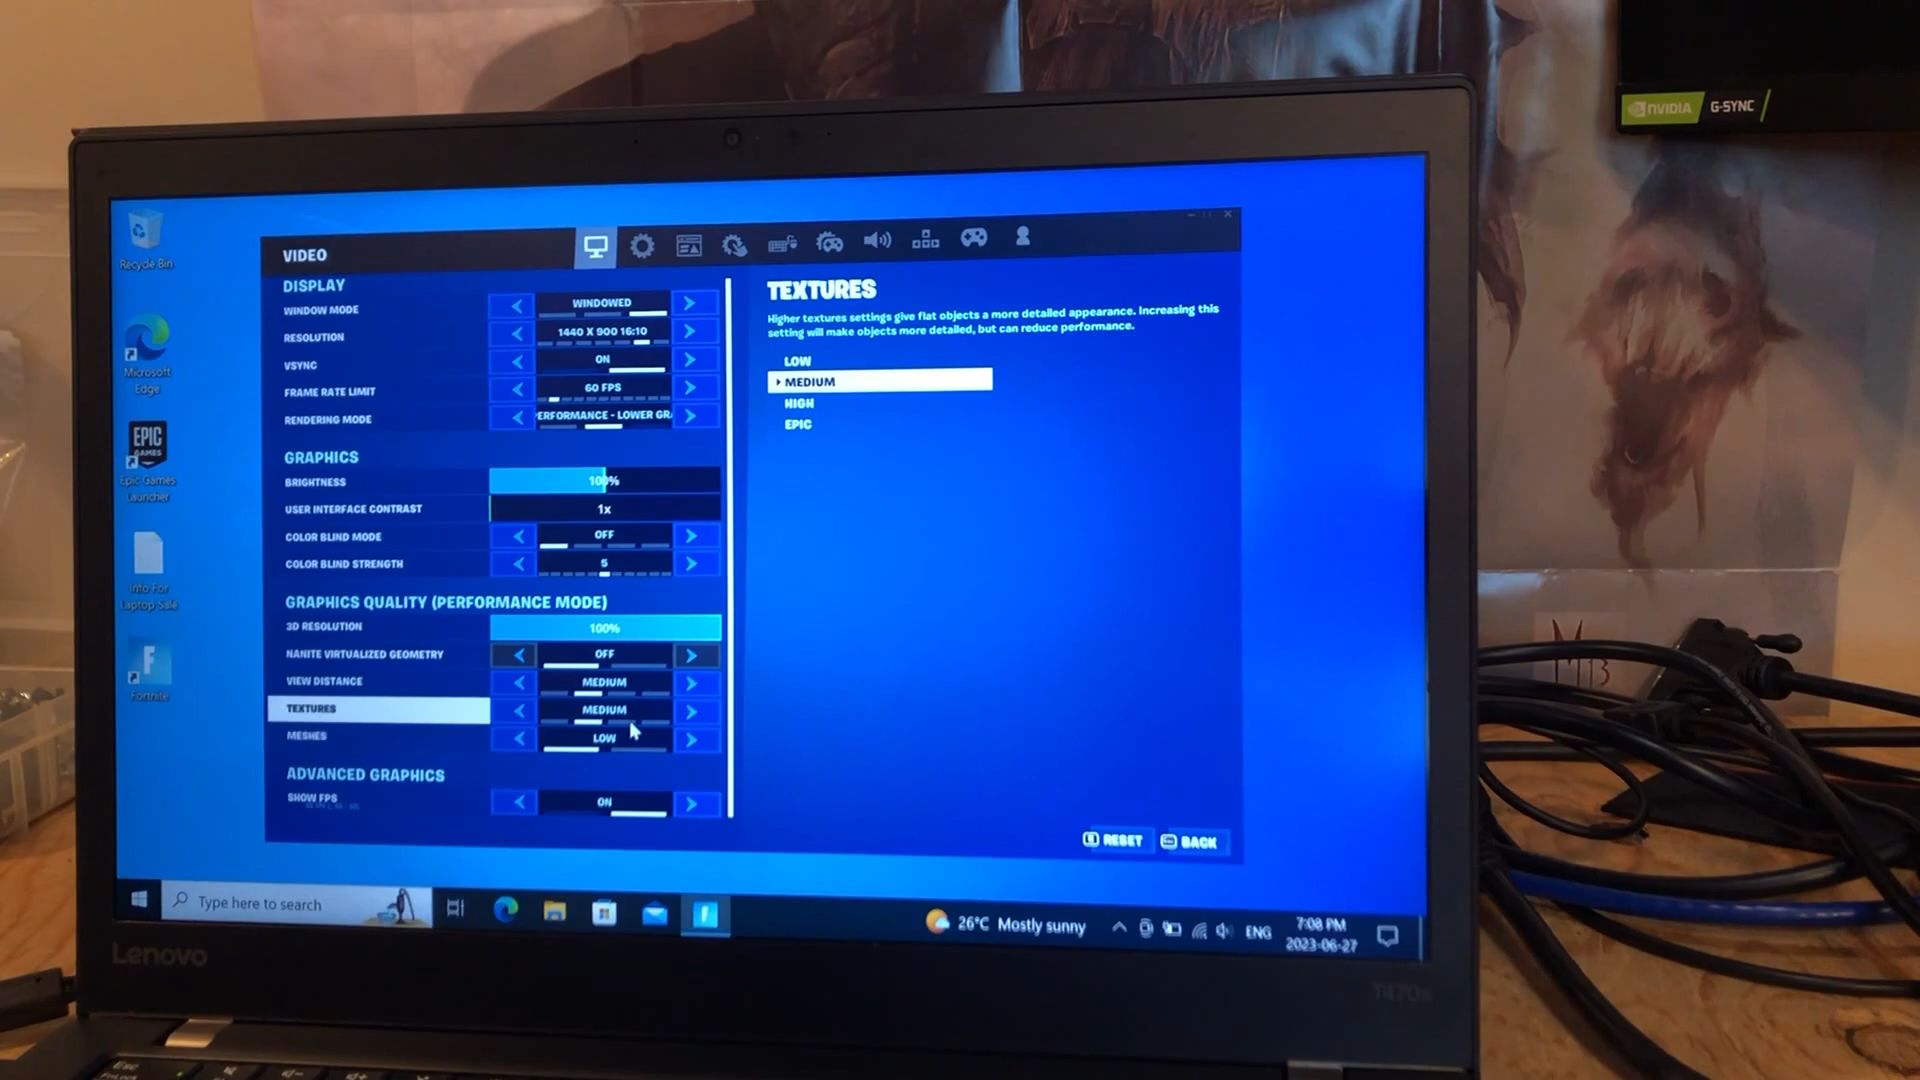 NVIDIA G-SYNC
Recycle Bin
Microsoft
Edge
EPIC
GAMES
Epic Games
Launcher
Info For
Laptop Sale
F
Fortnite
VIDEO
DISPLAY
WINDOW MODE WINDOWED
RESOLUTION 1440 X 900 16:10
VSYNC ON
FRAME RATE LIMIT 60 FPS
RENDERING MODE PERFORMANCE - LOWER GRA
GRAPHICS
BRIGHTNESS 100%
USER INTERFACE CONTRAST 1x
COLOR BLIND MODE OFF
COLOR BLIND STRENGTH 5
GRAPHICS QUALITY (PERFORMANCE MODE)
3D RESOLUTION 100%
NANITE VIRTUALIZED GEOMETRY OFF
VIEW DISTANCE MEDIUM
TEXTURES MEDIUM
MESHES LOW
ADVANCED GRAPHICS
SHOW FPS ON
TEXTURES
Higher textures settings give flat objects a more detailed appearance. Increasing this
setting will make objects more detailed, but can reduce performance.
LOW
MEDIUM
HIGH
EPIC
RESET BACK
Type here to search
26°C Mostly sunny
ENG
7:08 PM
2023-06-27
Lenovo
T470s
M13
Esc
FnLock